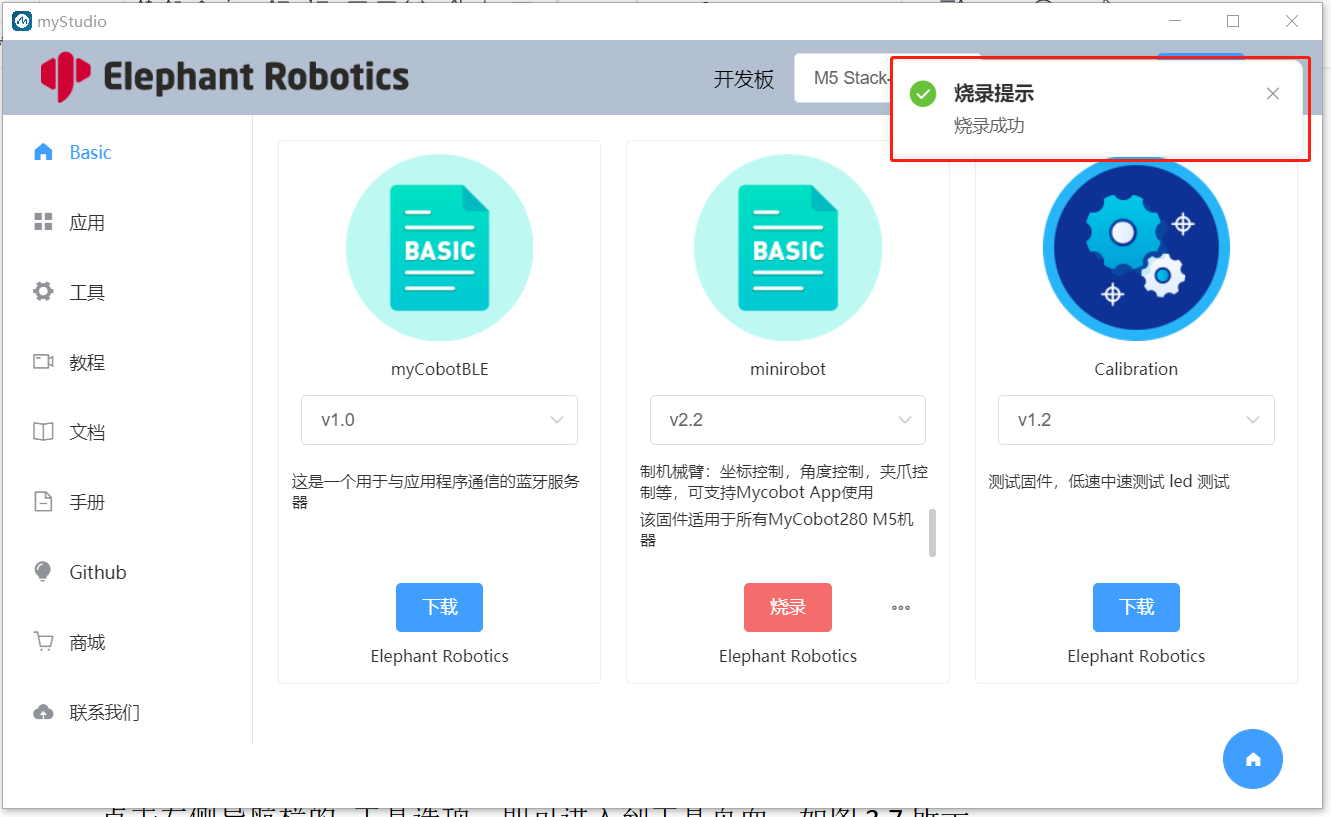 myStudio
Elephant Robotics
开发板
M5 Stack-
烧录提示
烧录成功
Basic
应用
工具
教程
文档
手册
Github
商城
联系我们
BASIC
myCobotBLE
v1.0
这是一个用于与应用程序通信的蓝牙服务
器
下载
Elephant Robotics
BASIC
minirobot
v2.2
制机械臂：坐标控制，角度控制，夹爪控
制等，可支持Mycobot App使用
该固件适用于所有MyCobot280 M5机
器
烧录
Elephant Robotics
Calibration
v1.2
测试固件，低速中速测试 led 测试
下载
Elephant Robotics